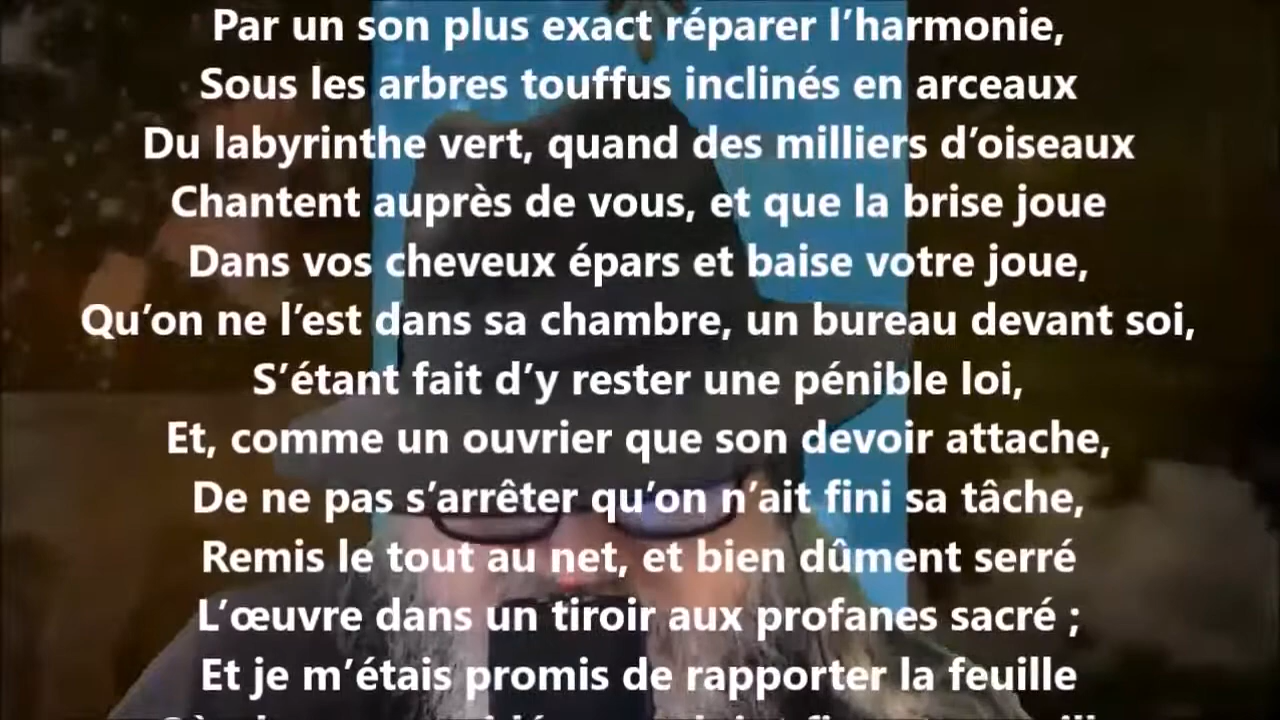 Par un son plus exact réparer l’harmonie,
Sous les arbres touffus inclinés en arceaux
Du labyrinthe vert, quand des milliers d’oiseaux
Chantent auprès de vous, et que la brise joue
Dans vos cheveux épars et baise votre joue,
Qu’on ne l’est dans sa chambre, un bureau devant soi,
S’étant fait d’y rester une pénible loi,
Et, comme un ouvrier que son devoir attache,
De ne pas s’arrêter qu’on n’ait fini sa tâche,
Remis le tout au net, et bien dûment serré
L’œuvre dans un tiroir aux profanes sacré ;
Et je m’étais promis de rapporter la feuille